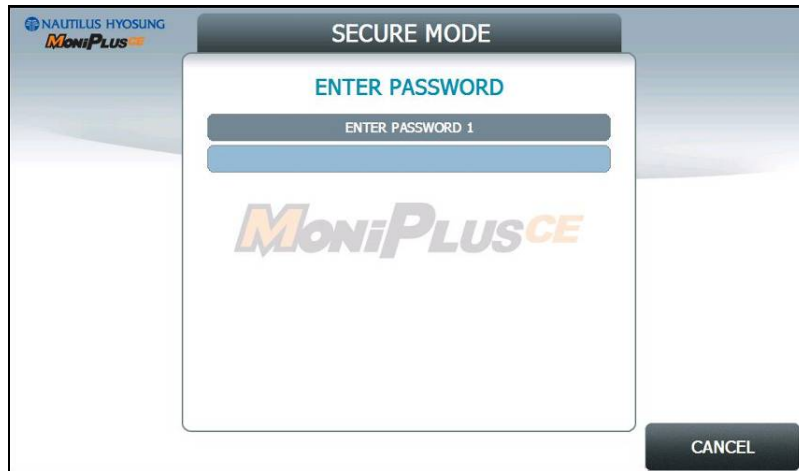 NAUTILUS HYOSUNG
MoniPlusCE
SECURE MODE
ENTER PASSWORD
ENTER PASSWORD 1
MoniPlusCE
CANCEL